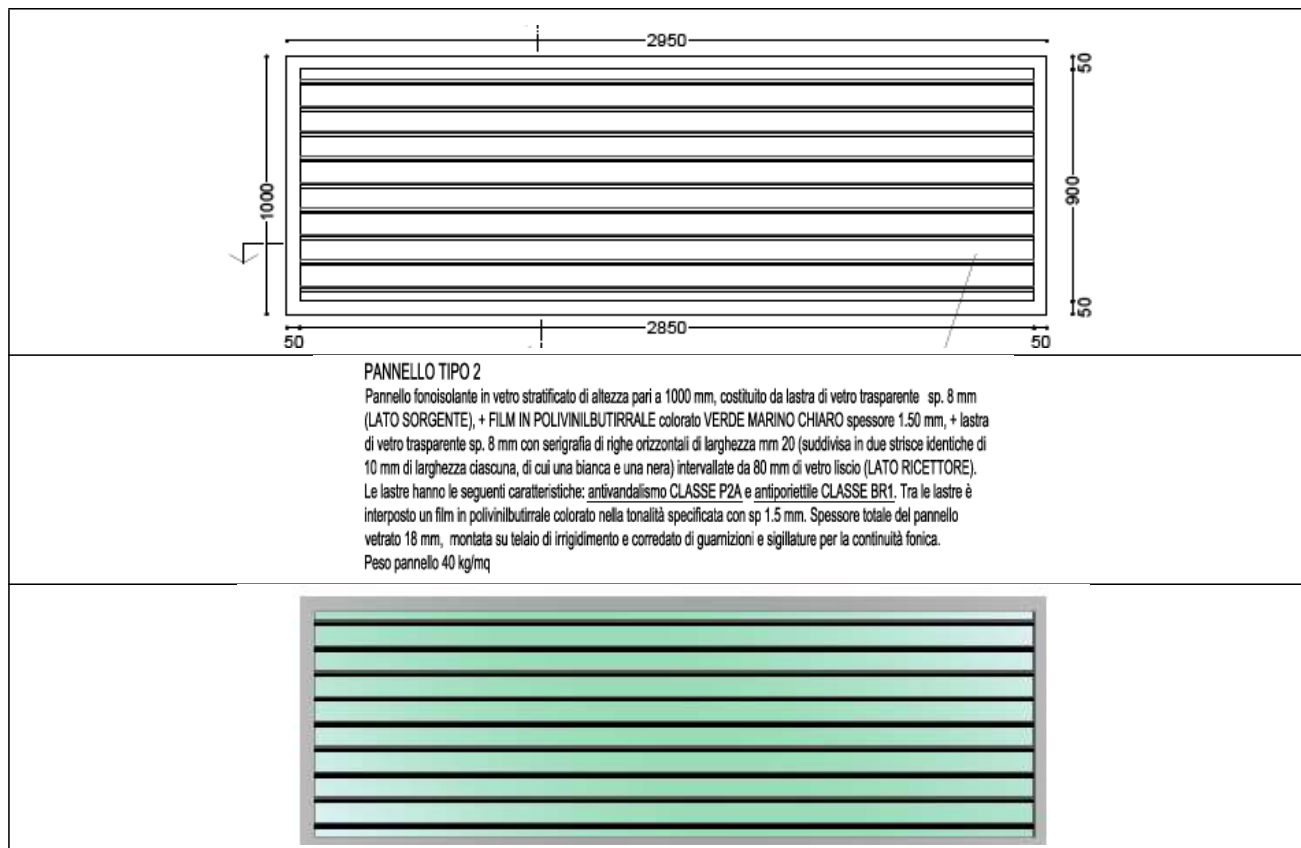 2950
50
1000
900
50
2850
50
50
PANNELLO TIPO 2
Pannello fonoisolante in vetro stratificato di altezza pari a 1000 mm, costituito da lastra di vetro trasparente sp. 8 mm
(LATO SORGENTE), + FILM IN POLIVINILBUTIRRALE colorato VERDE MARINO CHIARO spessore 1.50 mm, + lastra
di vetro trasparente sp. 8 mm con serigrafia di righe orizzontali di larghezza mm 20 (suddivisa in due strisce identiche di
10 mm di larghezza ciascuna, di cui una bianca e una nera) intervallate da 80 mm di vetro liscio (LATO RICETTORE).
Le lastre hanno le seguenti caratteristiche: antivandalismo CLASSE P2A e antiporiettile CLASSE BR1. Tra le lastre è
interposto un film in polivinilbutirrale colorato nella tonalità specificata con sp 1.5 mm. Spessore totale del pannello
vetrato 18 mm, montata su telaio di irrigidimento e corredato di guarnizioni e sigillature per la continuità fonica.
Peso pannello 40 kg/mq